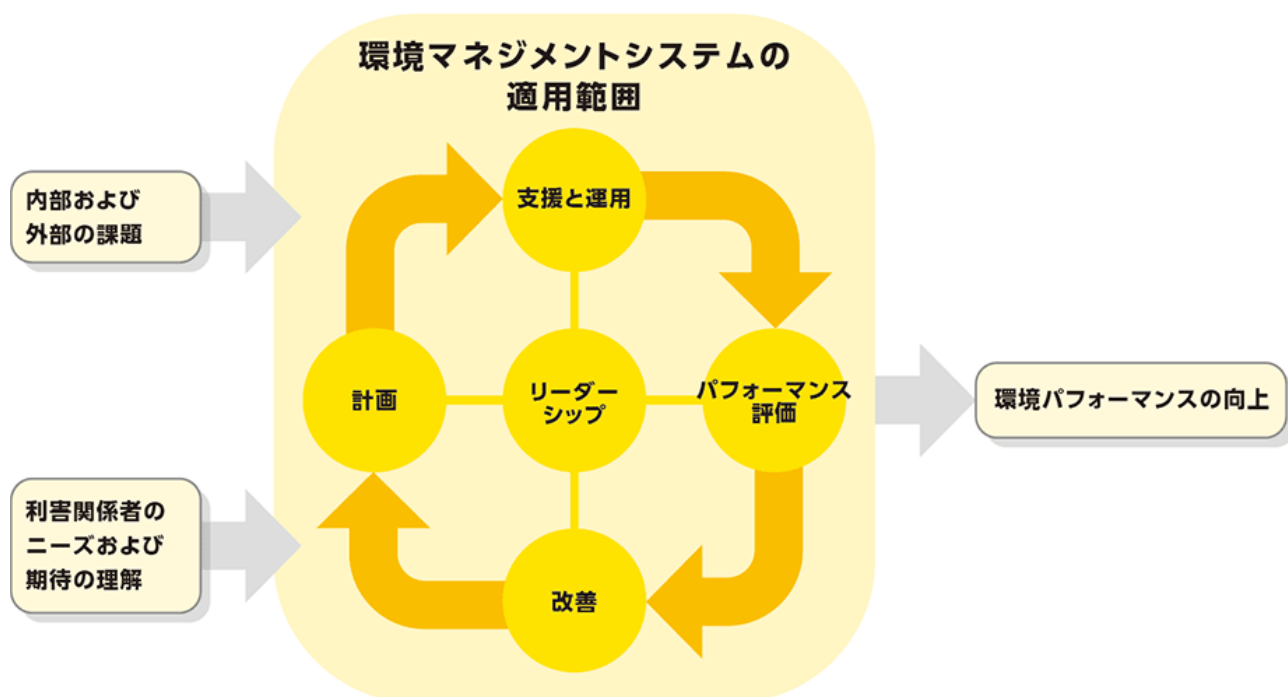 環境マネジメントシステムの
適用範囲
内部および
外部の課題
利害関係者の
ニーズおよび
期待の理解
支援と運用
計画
リーダー
シップ
パフォーマンス
評価
改善
環境パフォーマンスの向上